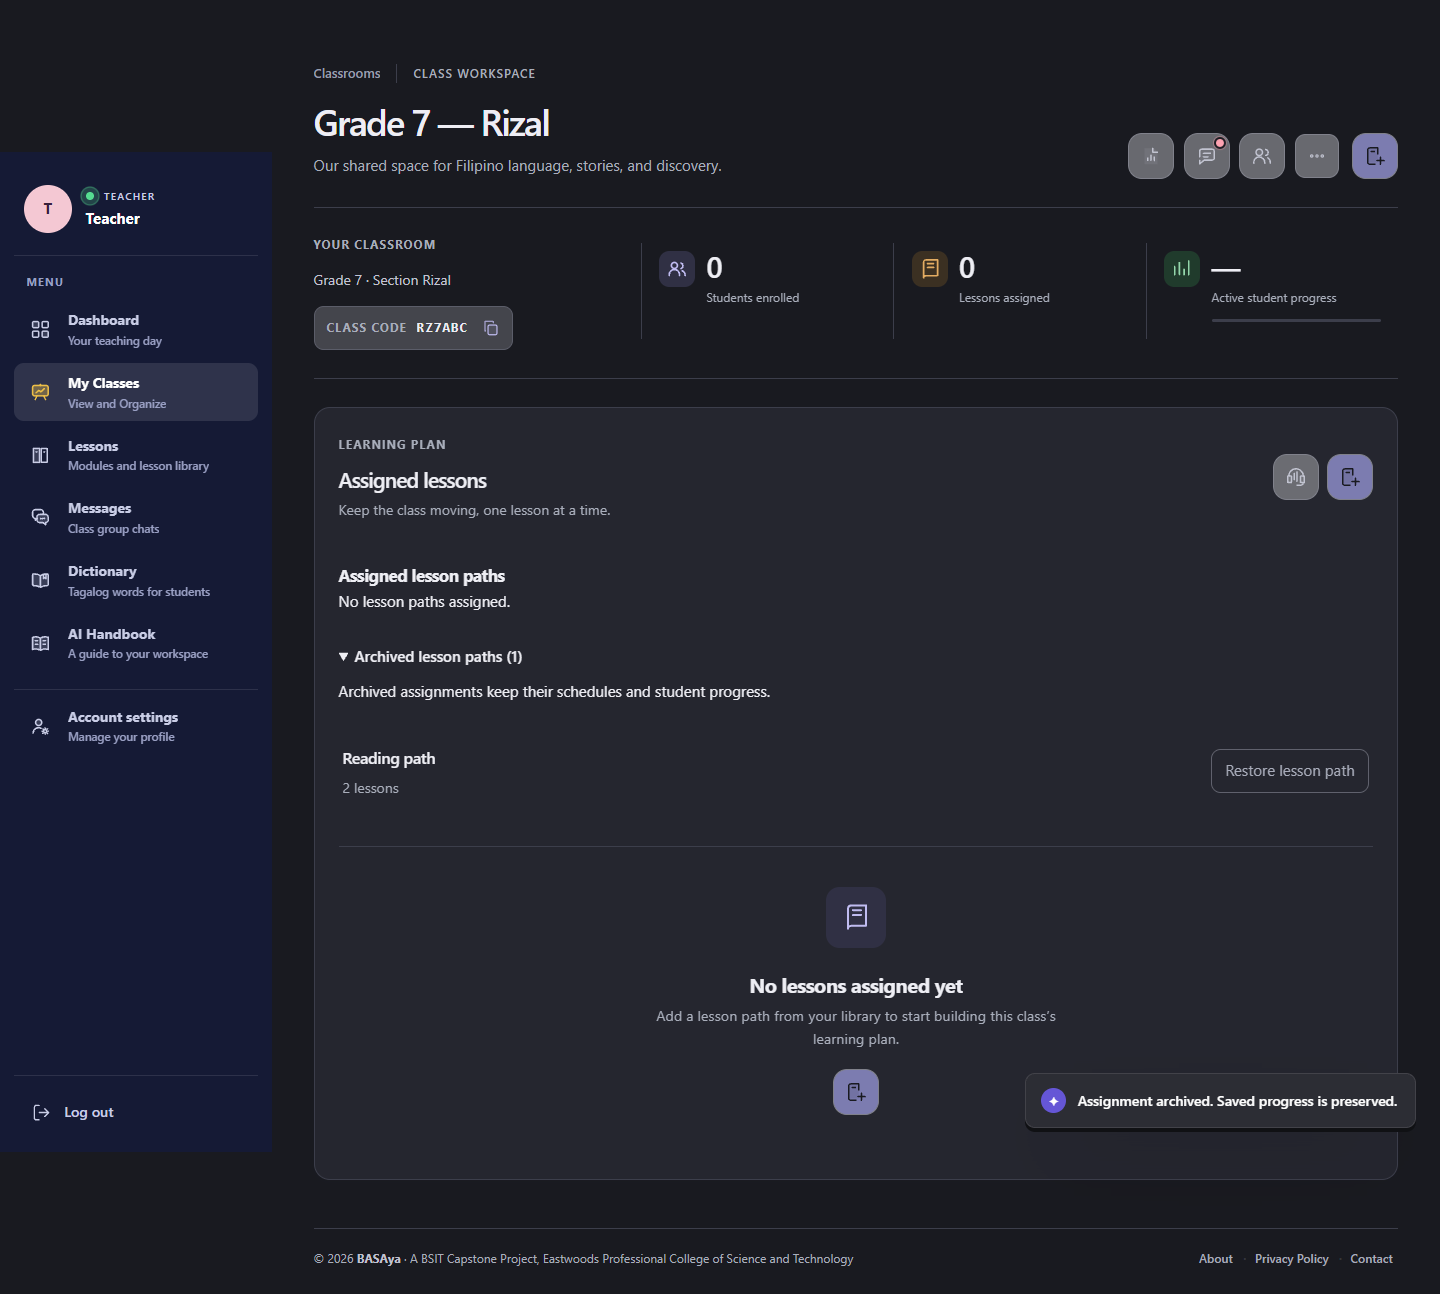 Classrooms
CLASS WORKSPACE
Grade 7 — Rizal
Our shared space for Filipino language, stories, and discovery.
T
TEACHER
Teacher
MENU
Dashboard
Your teaching day
My Classes
View and Organize
Lessons
Modules and lesson library
Messages
Class group chats
Dictionary
Tagalog words for students
AI Handbook
A guide to your workspace
Account settings
Manage your profile
Log out
YOUR CLASSROOM
Grade 7 · Section Rizal
CLASS CODE RZ7ABC
0
Students enrolled
0
Lessons assigned
—
Active student progress
LEARNING PLAN
Assigned lessons
Keep the class moving, one lesson at a time.
Assigned lesson paths
No lesson paths assigned.
▼ Archived lesson paths (1)
Archived assignments keep their schedules and student progress.
Reading path
2 lessons
Restore lesson path
No lessons assigned yet
Add a lesson path from your library to start building this class's
learning plan.
Assignment archived. Saved progress is preserved.
© 2026 BASAya · A BSIT Capstone Project, Eastwoods Professional College of Science and Technology
About · Privacy Policy · Contact